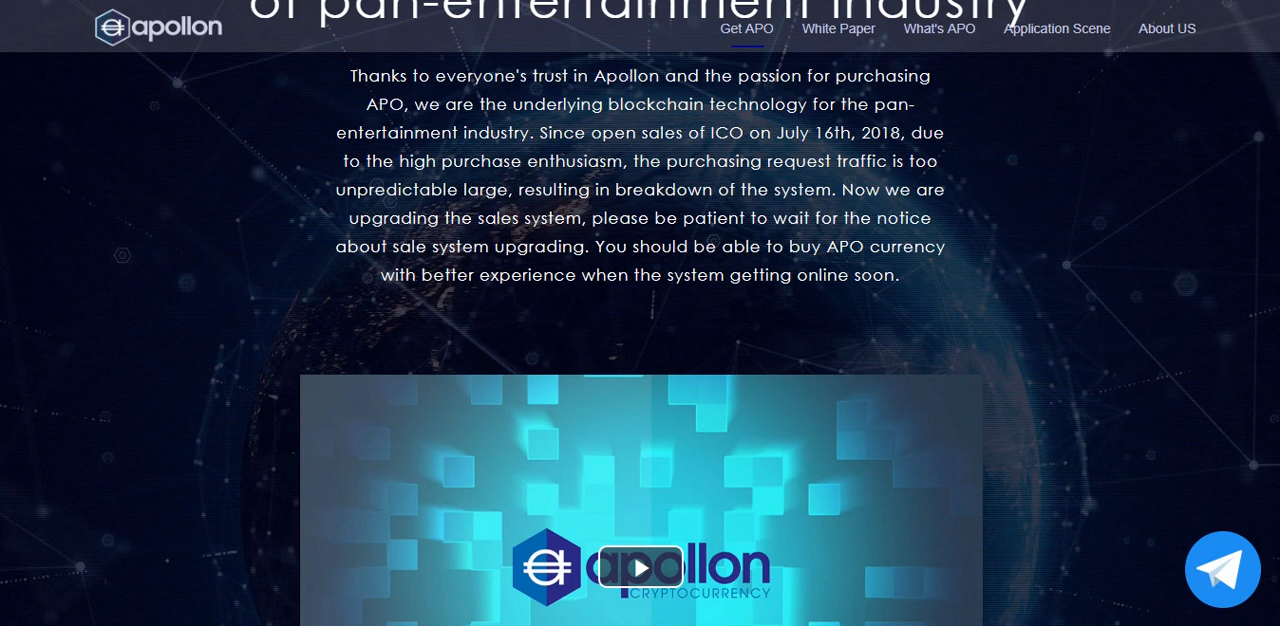 of pan-entertainment industry
apollon
Get APO White Paper What's APO Application Scene About US
Thanks to everyone's trust in Apollon and the passion for purchasing
APO, we are the underlying blockchain technology for the pan-
entertainment industry. Since open sales of ICO on July 16th, 2018, due
to the high purchase enthusiasm, the purchasing request traffic is too
unpredictable large, resulting in breakdown of the system. Now we are
upgrading the sales system, please be patient to wait for the notice
about sale system upgrading. You should be able to buy APO currency
with better experience when the system getting online soon.
apollon
CRYPTOCURRENCY